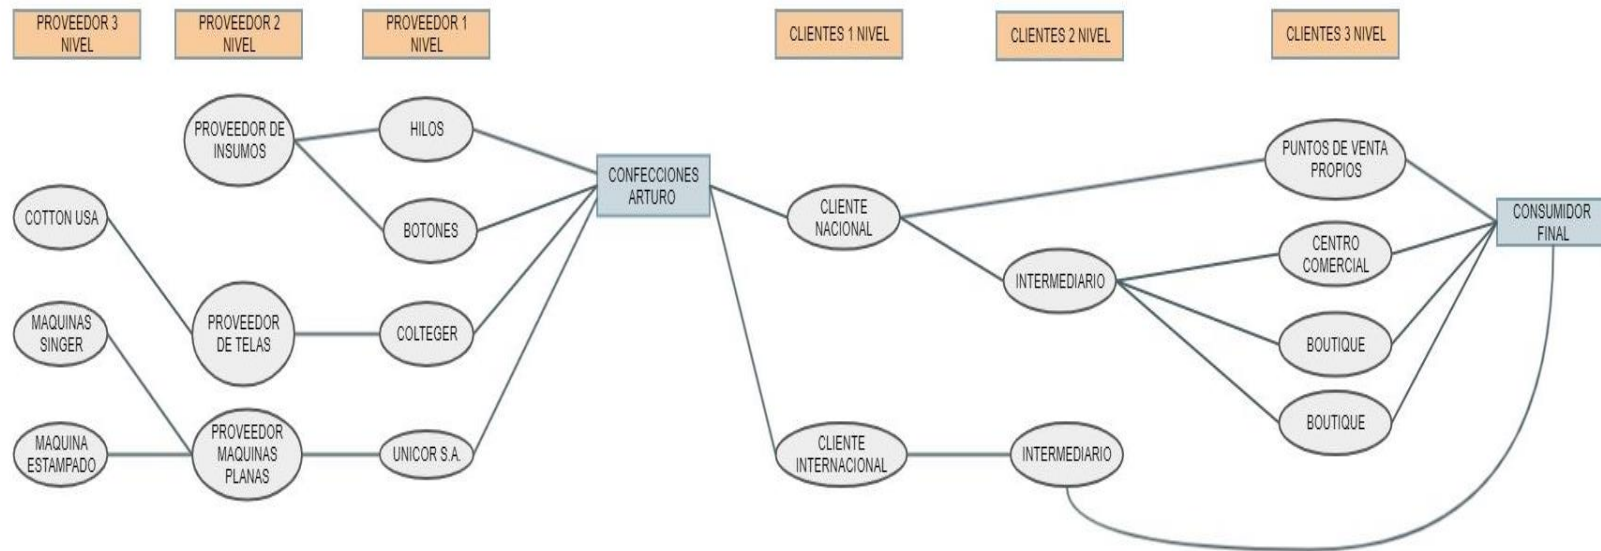 PROVEEDOR 3
NIVEL
PROVEEDOR 2
NIVEL
PROVEEDOR 1
NIVEL
CLIENTES 1 NIVEL
CLIENTES 2 NIVEL
CLIENTES 3 NIVEL
PROVEEDOR DE
INSUMOS
HILOS
BOTONES
COTTON USA
MAQUINAS
SINGER
PROVEEDOR
DE TELAS
COLTEGER
MAQUINA
ESTAMPADO
PROVEEDOR
MAQUINAS
PLANAS
UNICOR S.A.
CONFECCIONES
ARTURO
CLIENTE
NACIONAL
CLIENTE
INTERNACIONAL
INTERMEDIARIO
INTERMEDIARIO
PUNTOS DE VENTA
PROPIOS
CENTRO
COMERCIAL
BOUTIQUE
BOUTIQUE
CONSUMIDOR
FINAL